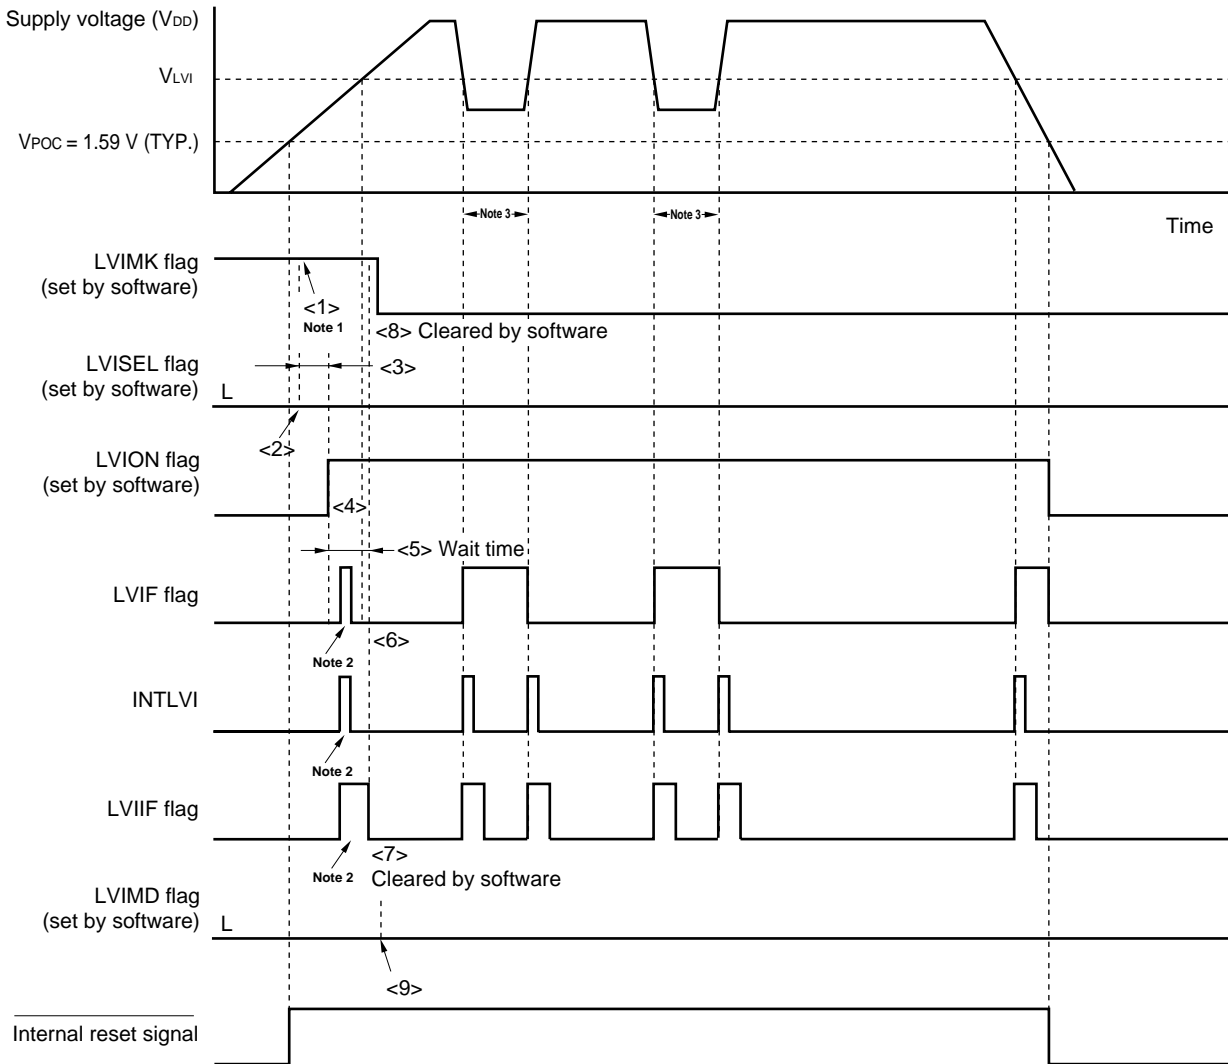 Supply voltage (VDD)
VLVI
VPOC = 1.59 V (TYP.)
Note 3
Note 3
Time
LVIMK flag
(set by software)
<1>
Note 1
<8> Cleared by software
LVISEL flag
(set by software)
L
<3>
<2>
LVION flag
(set by software)
<4>
<5> Wait time
LVIF flag
<6>
Note 2
INTLVI
Note 2
LVIIF flag
<7>
Note 2
Cleared by software
LVIMD flag
(set by software)
L
<9>
Internal reset signal